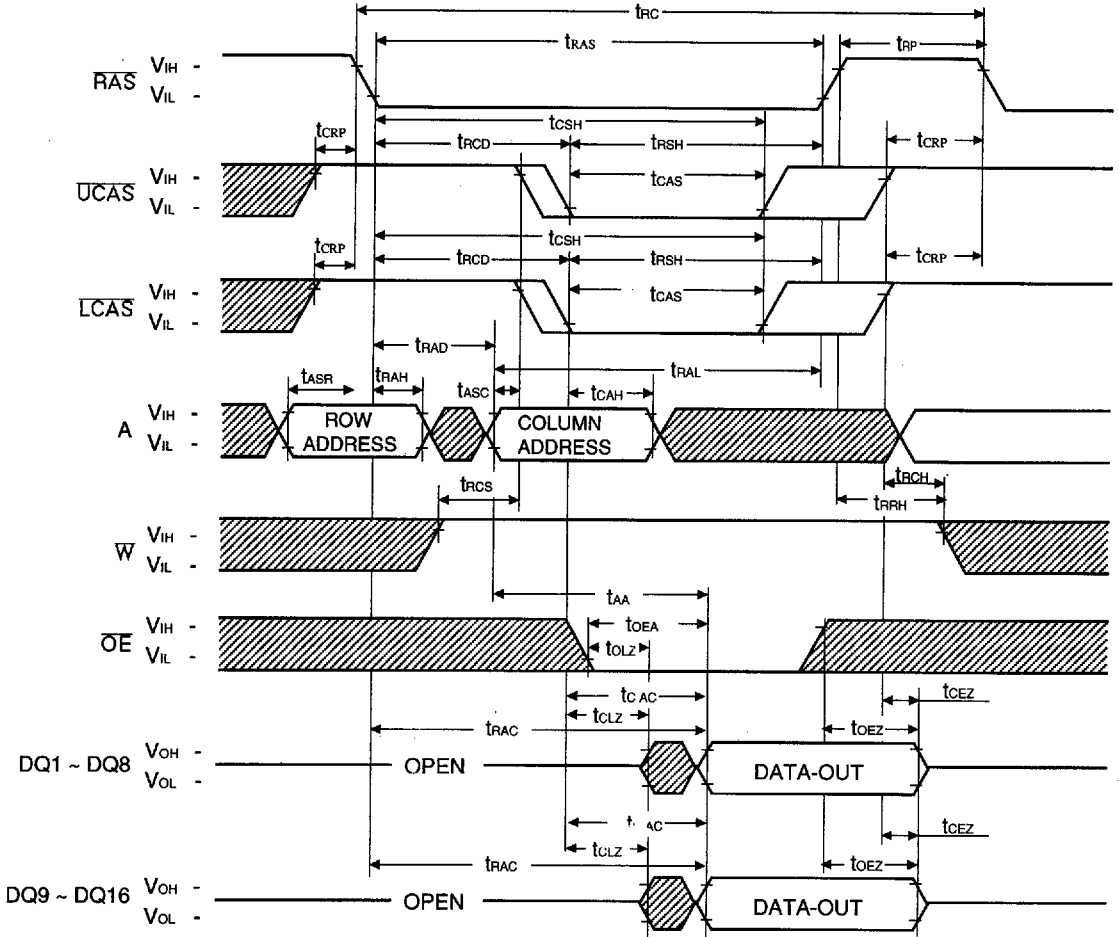 tRC
tRAS tRP
RAS VIH -
VIL -
tCSH
tCRP tRCD tRSH tCRP
UCAS VIH -
VIL -
tCAS
tCSH
tCRP tRCD tRSH tCRP
LCAS VIH -
VIL -
tCAS
tRAD
tRAL
tASR tRAH tASC tCAH
A VIH -
VIL -
ROW ADDRESS
COLUMN ADDRESS
tRCS tRCH
tRRH
W VIH -
VIL -
tAA
tOEA
OE VIH -
VIL -
tOLZ
tCAC tCEZ
tCLZ
tRAC tOEZ
DQ1 ~ DQ8 VOH -
VOL -
OPEN DATA-OUT
AC tCEZ
tCLZ
tRAC tOEZ
DQ9 ~ DQ16 VOH -
VOL -
OPEN DATA-OUT